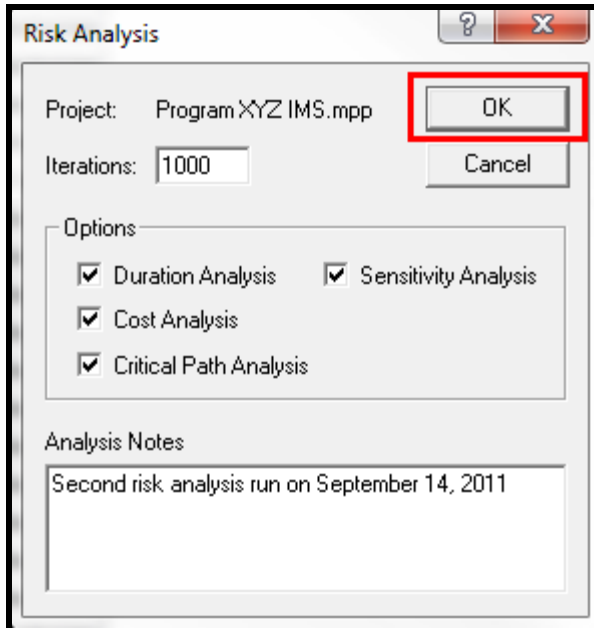 Risk Analysis
Project: Program XYZ IMS.mpp
OK
Iterations: 1000
Cancel
Options
Duration Analysis
Sensitivity Analysis
Cost Analysis
Critical Path Analysis
Analysis Notes
Second risk analysis run on September 14, 2011